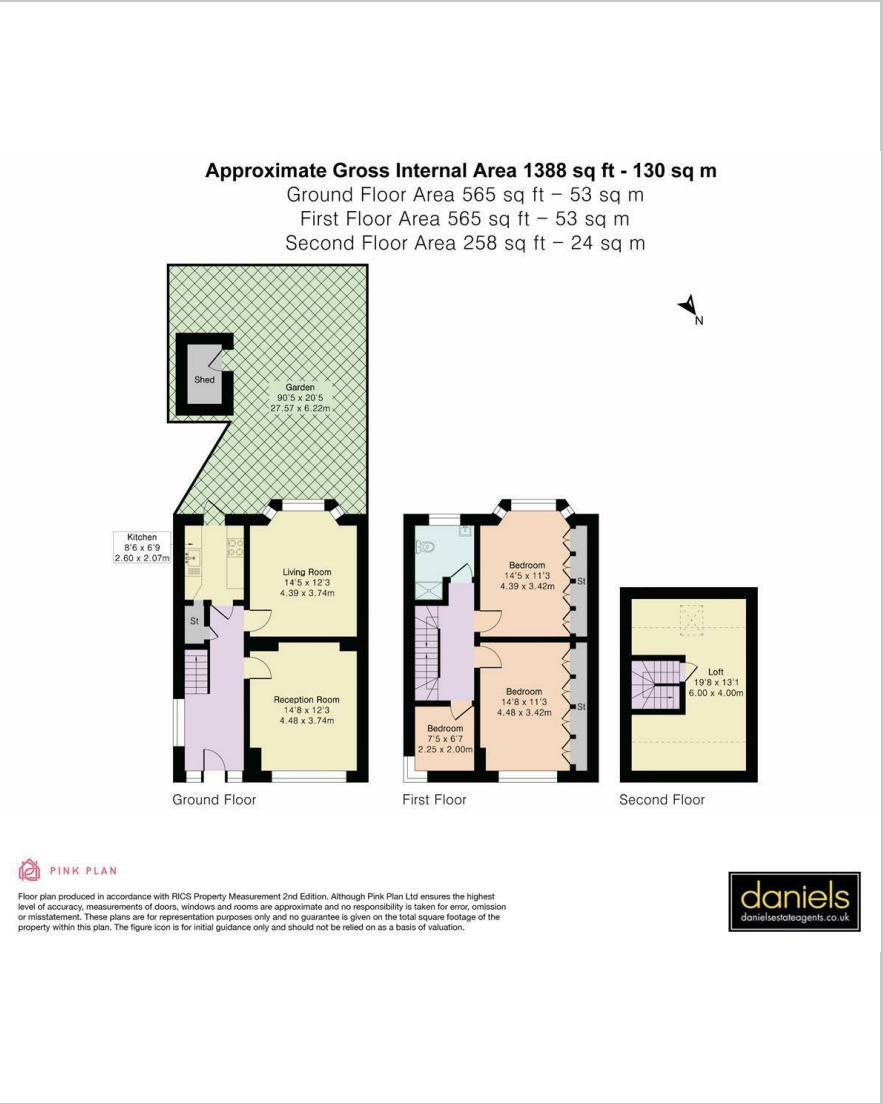 Approximate Gross Internal Area 1388 sq ft - 130 sq m
Ground Floor Area 565 sq ft – 53 sq m
First Floor Area 565 sq ft – 53 sq m
Second Floor Area 258 sq ft – 24 sq m
N
Shed
Garden
90'5 x 20'5
27.57 x 6.22m
Kitchen
8'6 x 6'9
2.60 x 2.07m
Living Room
14'5 x 12'3
4.39 x 3.74m
St
Reception Room
14'8 x 12'3
4.48 x 3.74m
Ground Floor
Bedroom
14'5 x 11'3
4.39 x 3.42m
St
Bedroom
14'8 x 11'3
4.48 x 3.42m
St
Bedroom
7'5 x 6'7
2.25 x 2.00m
First Floor
Loft
19'8 x 13'1
6.00 x 4.00m
Second Floor
PINK PLAN
Floor plan produced in accordance with RICS Property Measurement 2nd Edition. Although Pink Plan Ltd ensures the highest
level of accuracy, measurements of doors, windows and rooms are approximate and no responsibility is taken for error, omission
or misstatement. These plans are for representation purposes only and no guarantee is given on the total square footage of the
property within this plan. The figure icon is for initial guidance only and should not be relied on as a basis of valuation.
daniels
danielsestateagents.co.uk